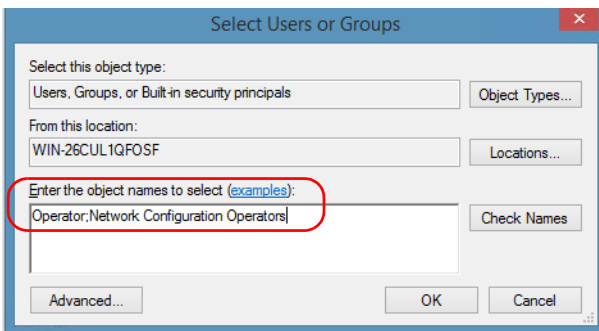 Select Users or Groups
Select this object type:
Users, Groups, or Built-in security principals
Object Types...
From this location:
WIN-26CUL1QFOSF
Locations...
Enter the object names to select (examples):
Operator;Network Configuration Operators
Check Names
Advanced...
OK
Cancel